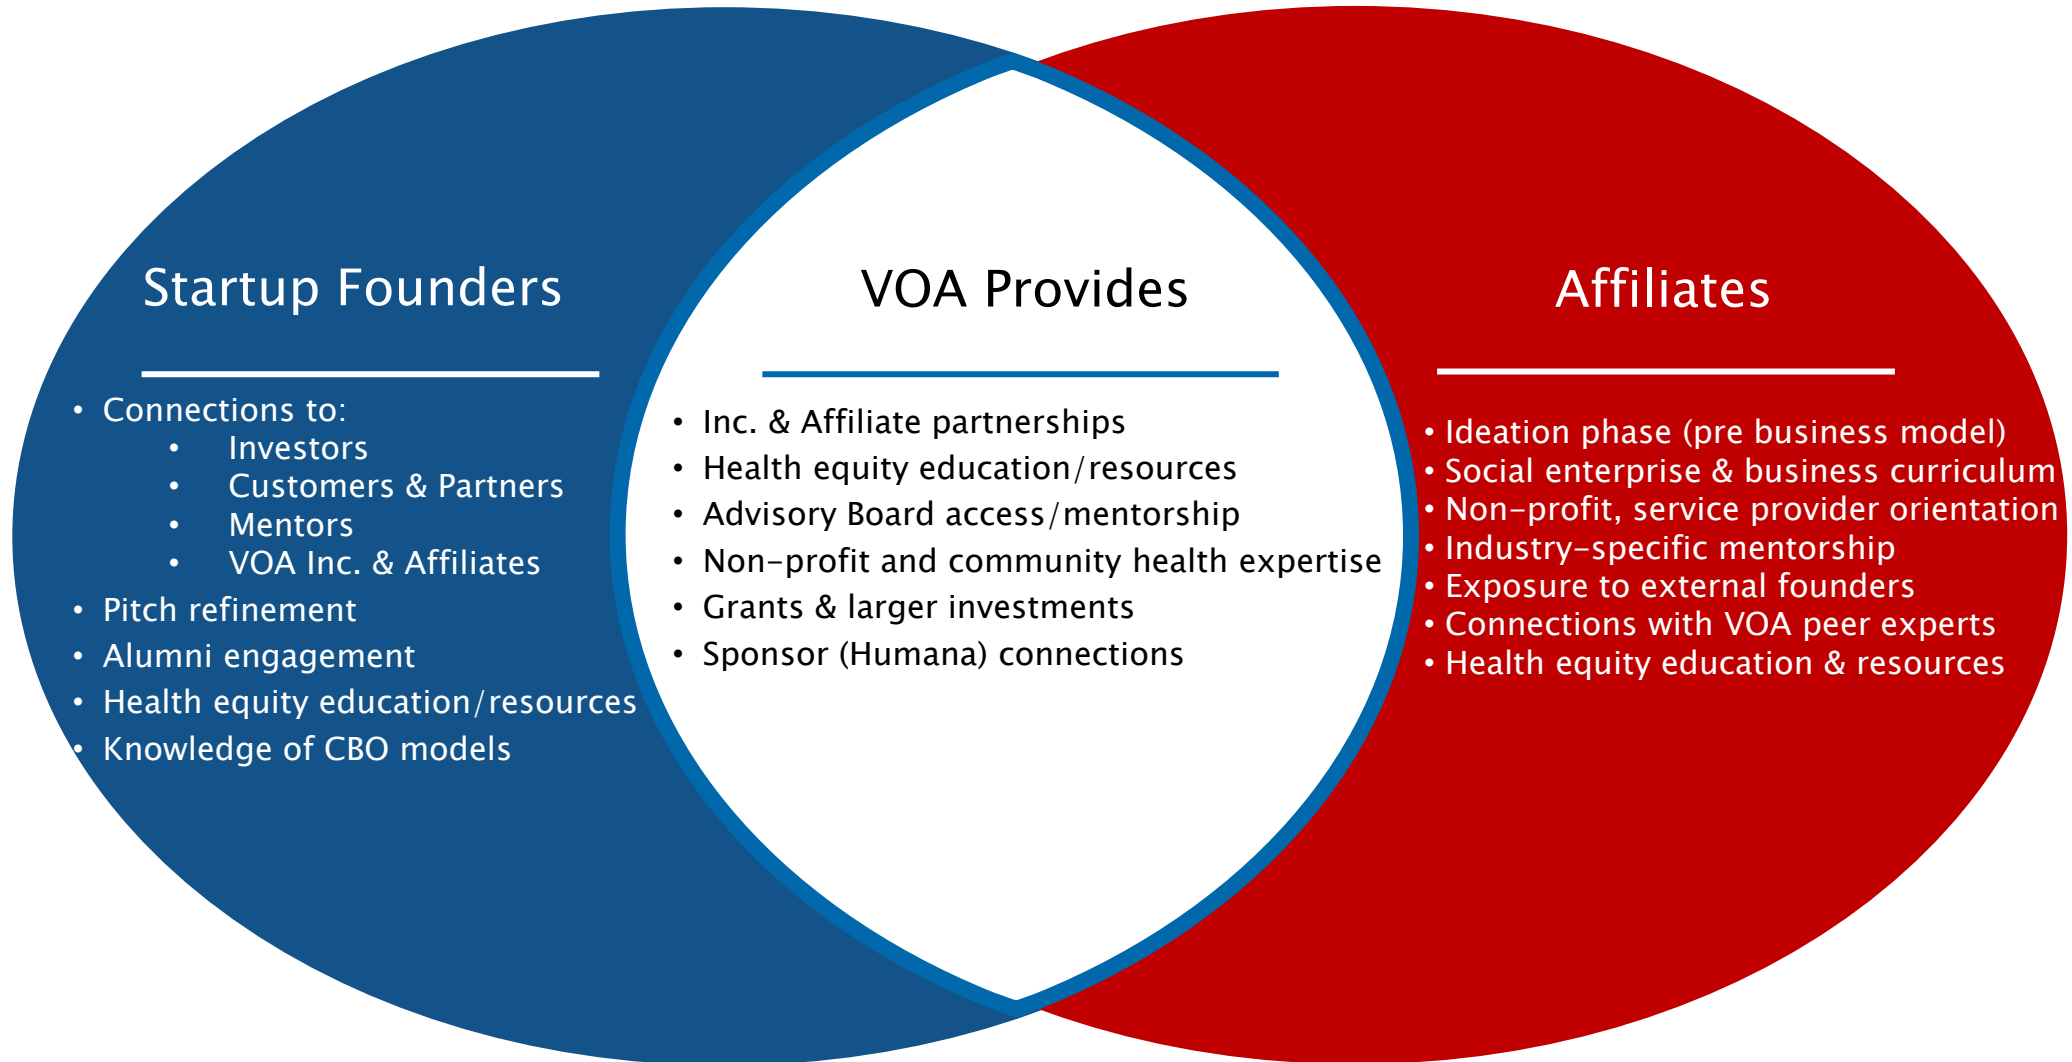 Startup Founders
• Connections to:
• Investors
• Customers & Partners
• Mentors
• VOA Inc. & Affiliates
• Pitch refinement
• Alumni engagement
• Health equity education/resources
• Knowledge of CBO models
VOA Provides
• Inc. & Affiliate partnerships
• Health equity education/resources
• Advisory Board access/mentorship
• Non-profit and community health expertise
• Grants & larger investments
• Sponsor (Humana) connections
Affiliates
• Ideation phase (pre business model)
• Social enterprise & business curriculum
• Non-profit, service provider orientation
• Industry-specific mentorship
• Exposure to external founders
• Connections with VOA peer experts
• Health equity education & resources